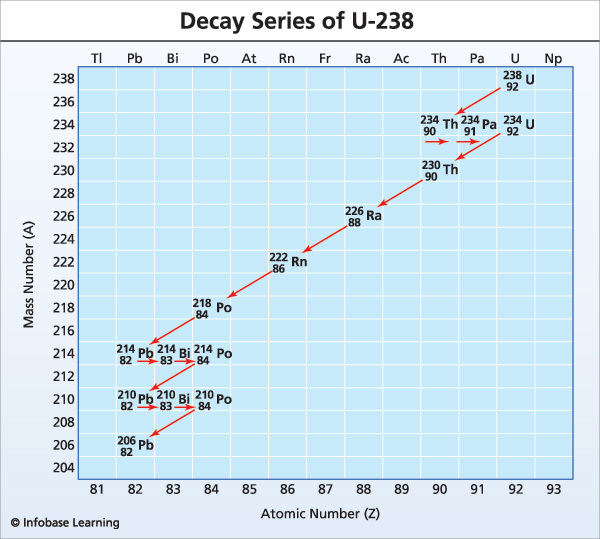 Decay Series of U-238
Tl Pb Bi Po At Rn Fr Ra Ac Th Pa U Np
238
236
234
232
230
228
226
224
222
220
218
216
214
212
210
208
206
204
Mass Number (A)
238 92 U
234 90 Th 234 91 Pa 234 92 U
230 90 Th
226 88 Ra
222 86 Rn
218 84 Po
214 82 Pb 214 83 Bi 214 84 Po
210 82 Pb 210 83 Bi 210 84 Po
206 82 Pb
81 82 83 84 85 86 87 88 89 90 91 92 93
Atomic Number (Z)
© Infobase Learning